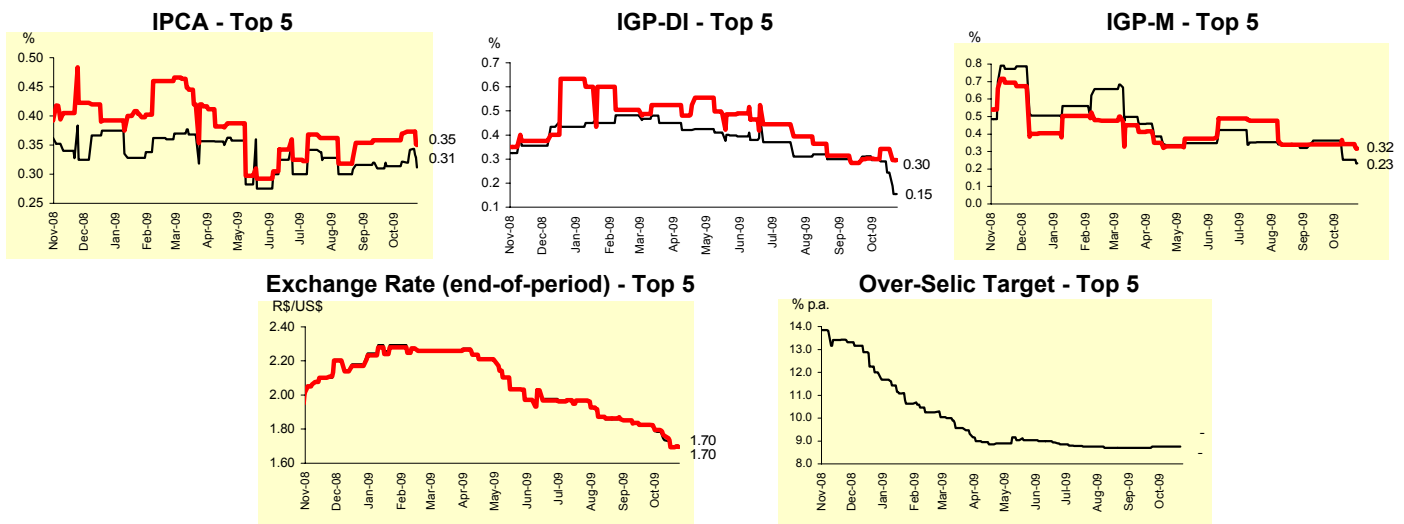 IPCA - Top 5
%
0.50
0.45
0.40
0.35
0.30
0.25
0.35
0.31
Nov-08
Dec-08
Jan-09
Feb-09
Mar-09
Apr-09
May-09
Jun-09
Jul-09
Aug-09
Sep-09
Oct-09
IGP-DI - Top 5
%
0.7
0.6
0.5
0.4
0.3
0.2
0.1
0.30
0.15
Nov-08
Dec-08
Jan-09
Feb-09
Mar-09
Apr-09
May-09
Jun-09
Jul-09
Aug-09
Sep-09
Oct-09
IGP-M - Top 5
%
0.8
0.7
0.6
0.5
0.4
0.3
0.2
0.1
0.0
0.32
0.23
Nov-08
Dec-08
Jan-09
Feb-09
Mar-09
Apr-09
May-09
Jun-09
Jul-09
Aug-09
Sep-09
Oct-09
Exchange Rate (end-of-period) - Top 5
R$/US$
2.40
2.20
2.00
1.80
1.60
1.70
1.70
Nov-08
Dec-08
Jan-09
Feb-09
Mar-09
Apr-09
May-09
Jun-09
Jul-09
Aug-09
Sep-09
Oct-09
Over-Selic Target - Top 5
% p.a.
14.0
13.0
12.0
11.0
10.0
9.0
8.0
-
-
Nov-08
Dec-08
Jan-09
Feb-09
Mar-09
Apr-09
May-09
Jun-09
Jul-09
Aug-09
Sep-09
Oct-09